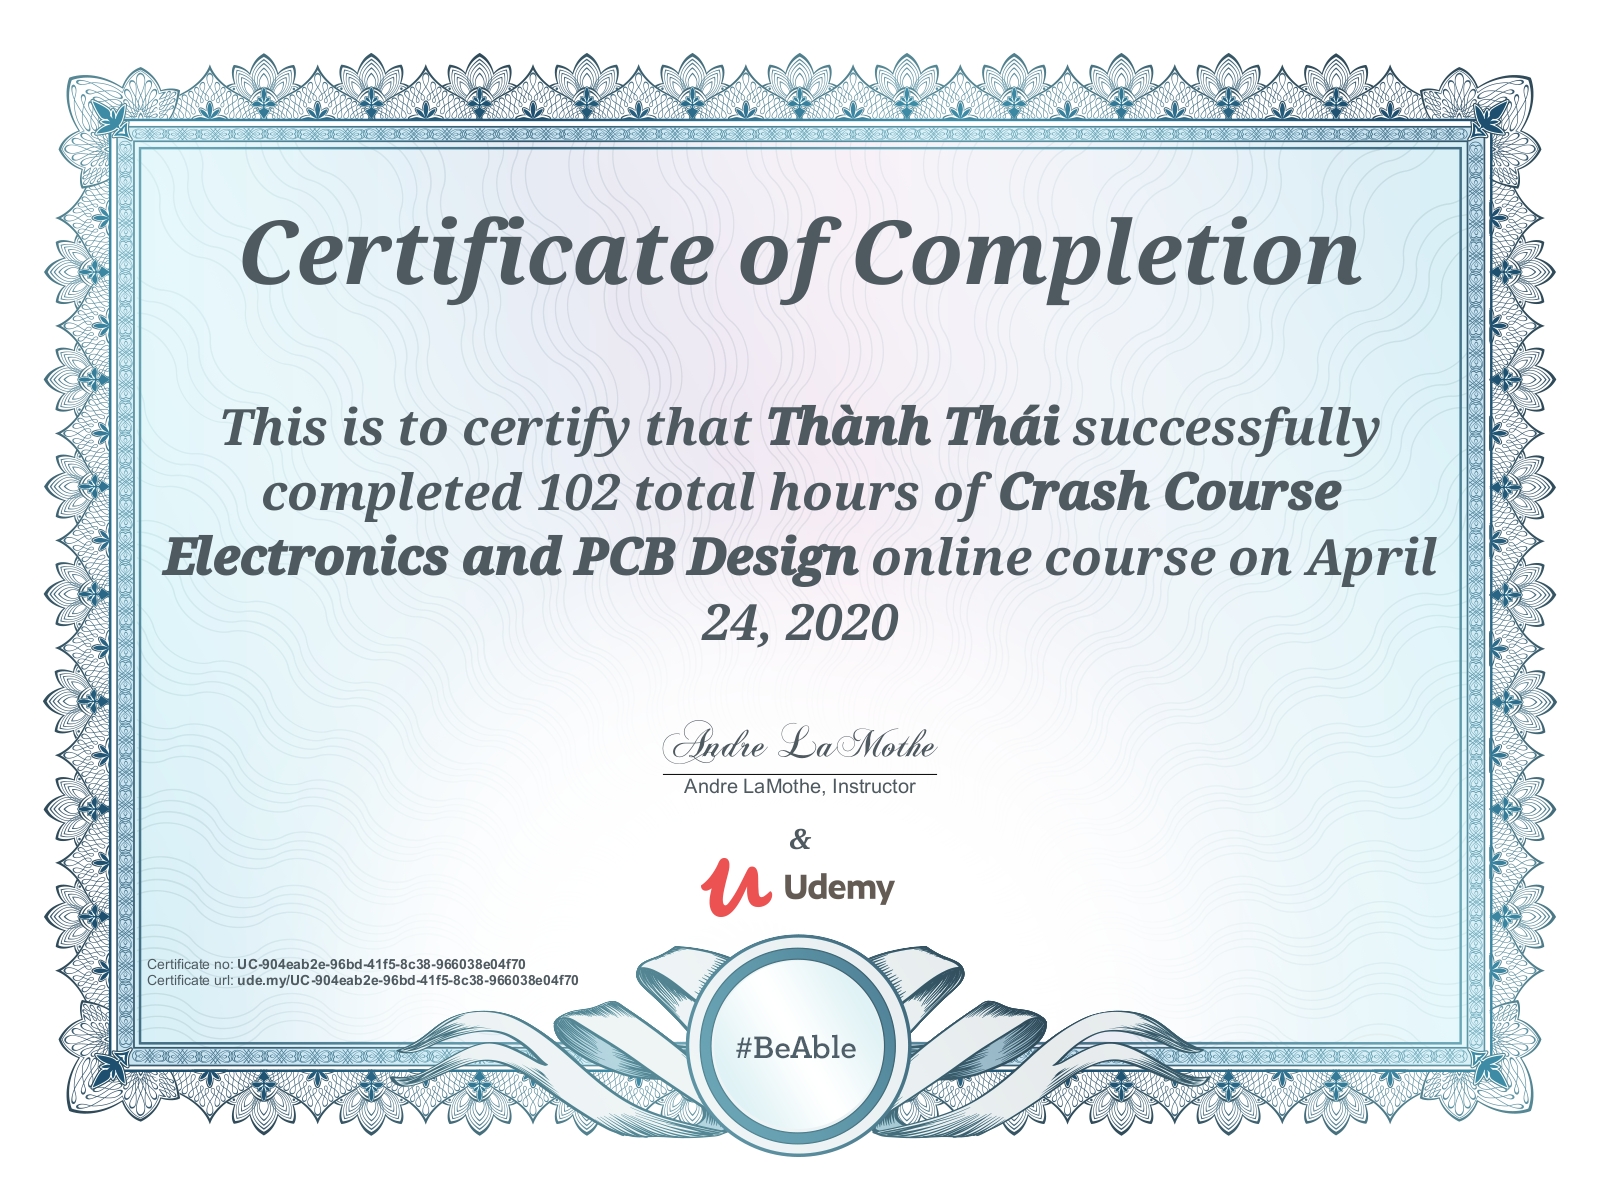 Certificate of Completion
This is to certify that Thành Thái successfully
completed 102 total hours of Crash Course
Electronics and PCB Design online course on April
24, 2020
Andre LaMothe
Andre LaMothe, Instructor
&
Udemy
Certificate no: UC-904eab2e-96bd-41f5-8c38-966038e04f70
Certificate url: ude.my/UC-904eab2e-96bd-41f5-8c38-966038e04f70
#BeAble